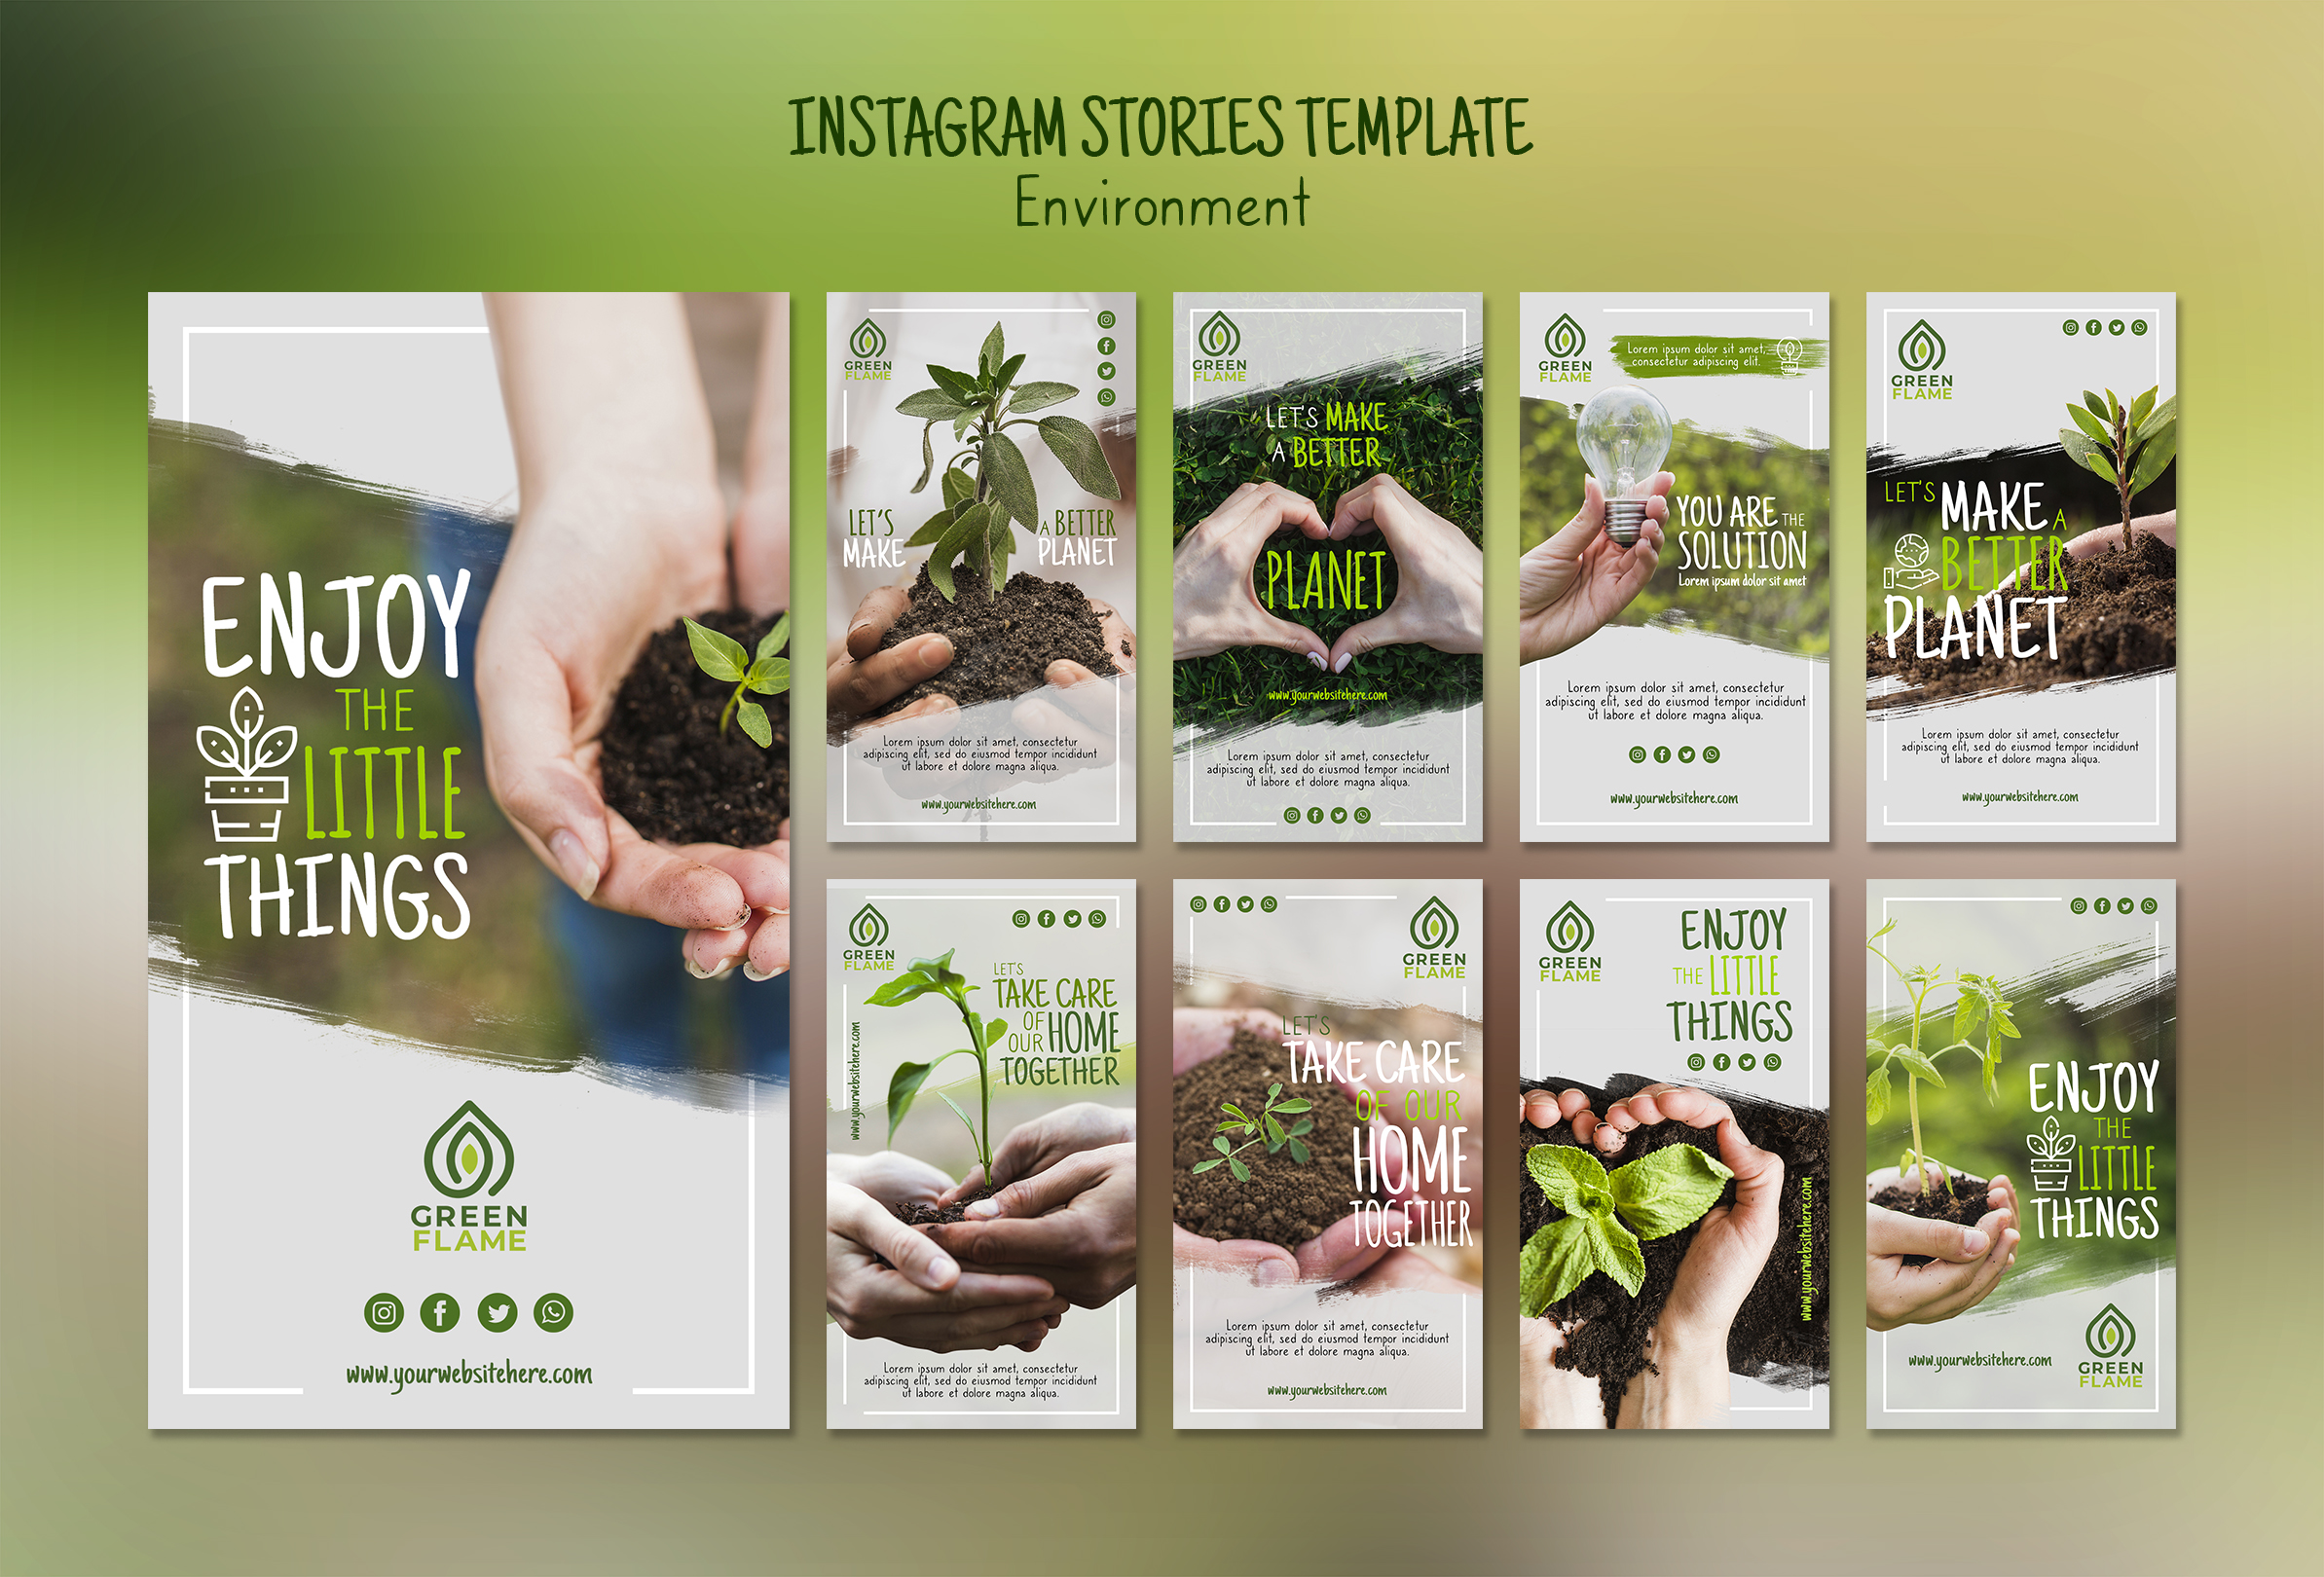 INSTAGRAM STORIES TEMPLATE
Environment
ENJOY
THE
LITTLE
THINGS
GREEN
FLAME
www.yourwebsitehere.com
GREEN
FLAME
LET'S
MAKE
A BETTER
PLANET
Lorem ipsum dolor sit amet, consectetur
adipiscing elit, sed do eiusmod tempor incididunt
ut labore et dolore magna aliqua.
www.yourwebsitehere.com
GREEN
FLAME
LET'S MAKE
A BETTER
PLANET
www.yourwebsitehere.com
Lorem ipsum dolor sit amet, consectetur
adipiscing elit, sed do eiusmod tempor incididunt
ut labore et dolore magna aliqua.
GREEN
FLAME
Lorem ipsum dolor sit amet,
consectetur adipiscing elit.
YOU ARE THE
SOLUTION
Lorem ipsum dolor sit amet
Lorem ipsum dolor sit amet, consectetur
adipiscing elit, sed do eiusmod tempor incididunt
ut labore et dolore magna aliqua.
www.yourwebsitehere.com
GREEN
FLAME
LET'S MAKE A
BETTER
PLANET
Lorem ipsum dolor sit amet, consectetur
adipiscing elit, sed do eiusmod tempor incididunt
ut labore et dolore magna aliqua.
www.yourwebsitehere.com
GREEN
FLAME
LET'S
TAKE CARE
OF
OUR HOME
TOGETHER
www.yourwebsitehere.com
Lorem ipsum dolor sit amet, consectetur
adipiscing elit, sed do eiusmod tempor incididunt
ut labore et dolore magna aliqua.
GREEN
FLAME
LET'S
TAKE CARE
OF OUR
HOME
TOGETHER
Lorem ipsum dolor sit amet, consectetur
adipiscing elit, sed do eiusmod tempor incididunt
ut labore et dolore magna aliqua.
www.yourwebsitehere.com
GREEN
FLAME
ENJOY
THE LITTLE
THINGS
www.yourwebsitehere.com
ENJOY
THE
LITTLE
THINGS
www.yourwebsitehere.com
GREEN
FLAME